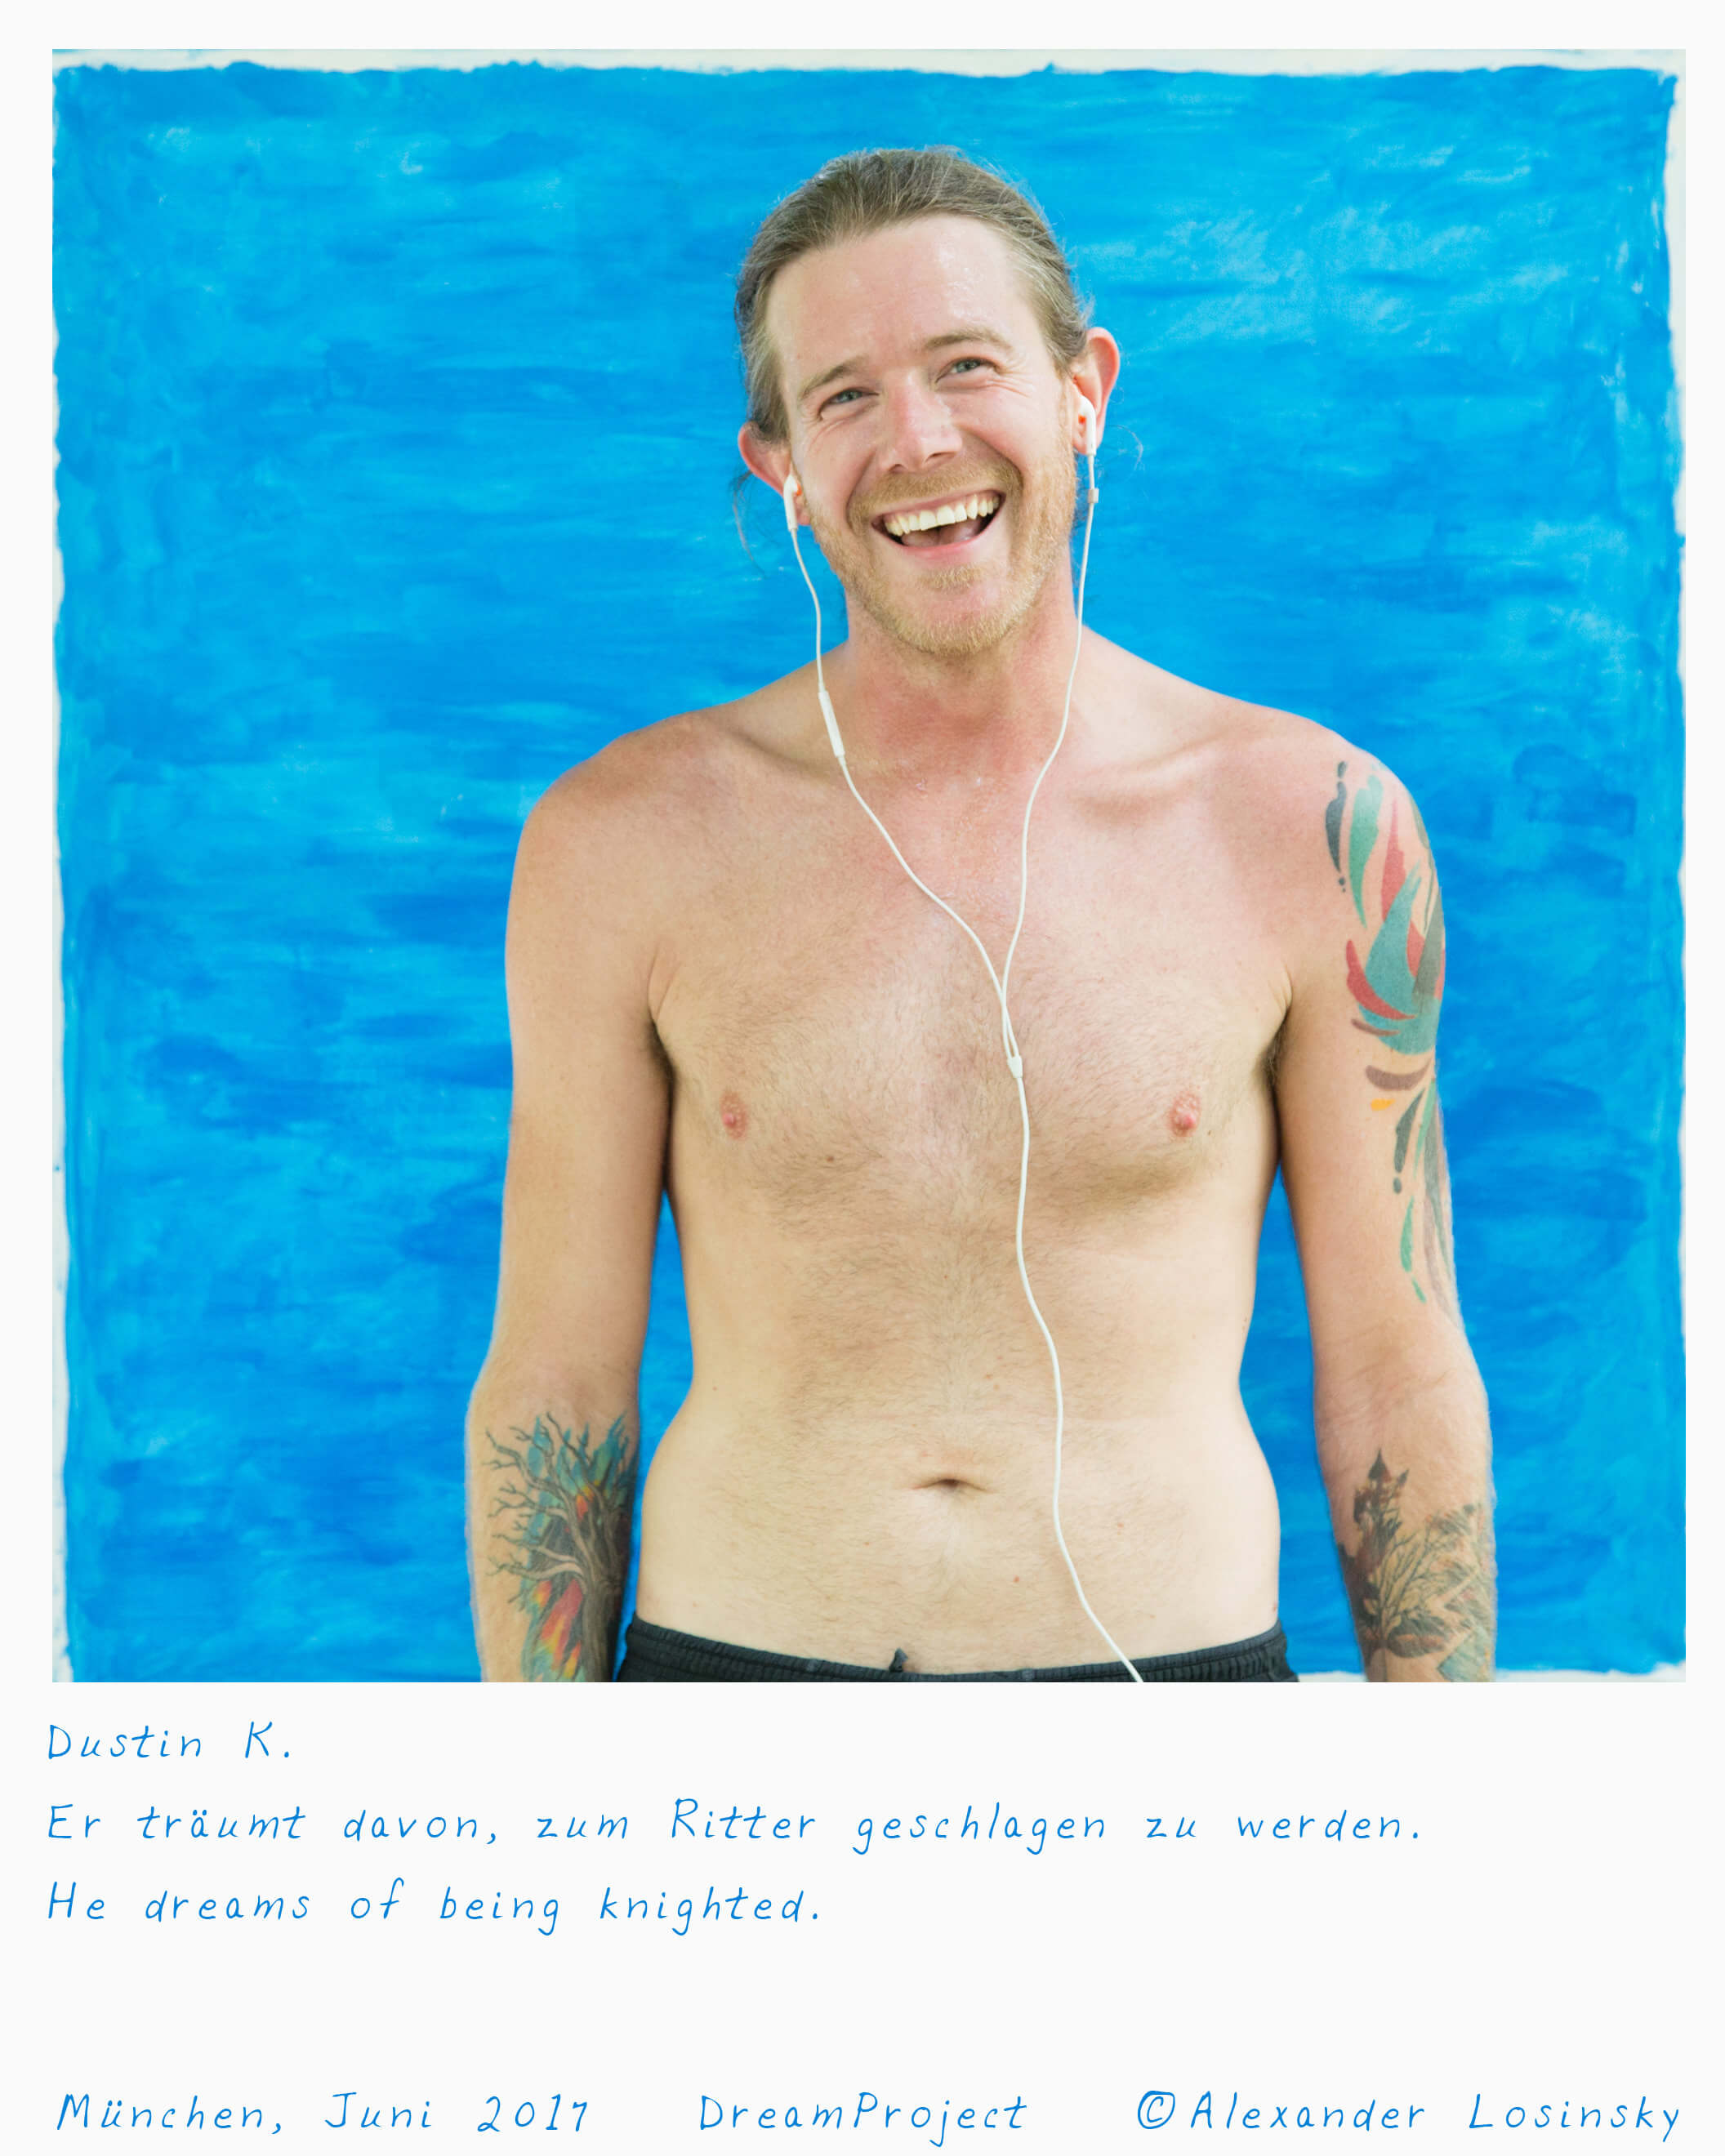 Dustin K.
Er träumt davon, zum Ritter geschlagen zu werden.
He dreams of being knighted.
München, Juni 2017 DreamProject ©Alexander Losinsky